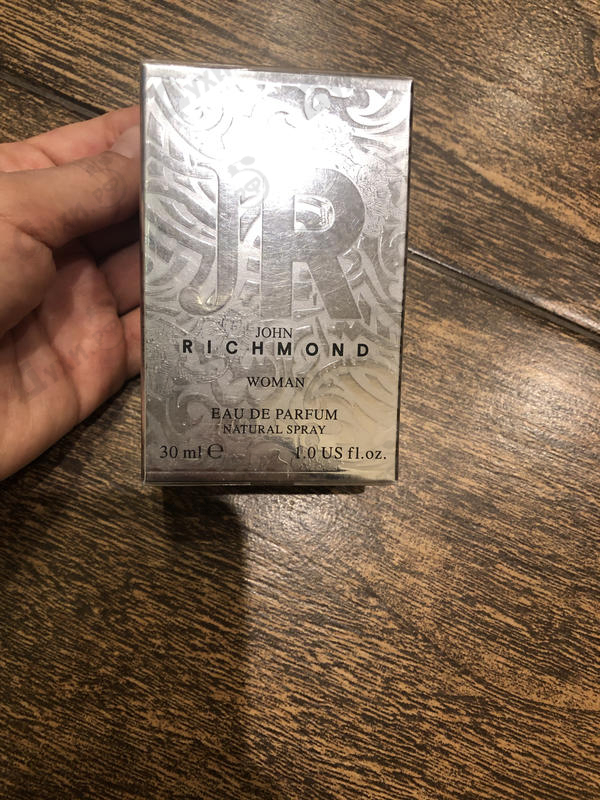 JR
JOHN
RICHMOND
WOMAN
EAU DE PARFUM
NATURAL SPRAY
30 ml ℮ 1.0 US fl.oz.